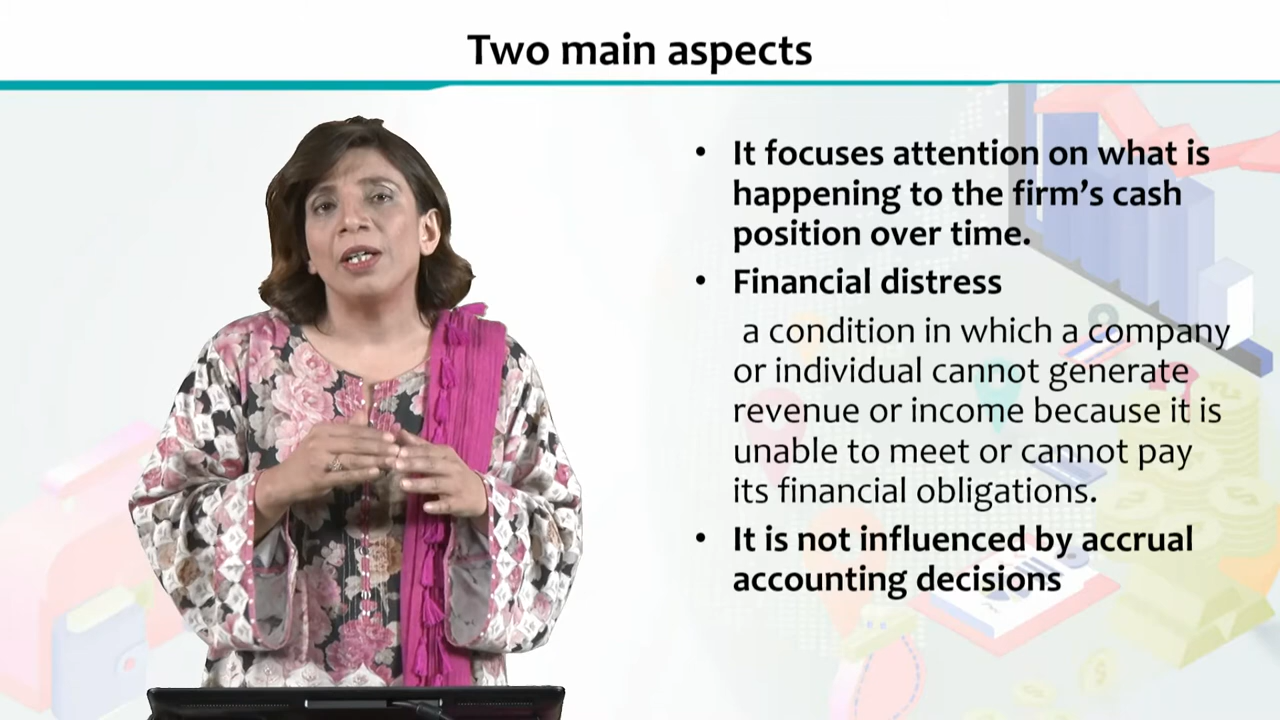 Two main aspects
• It focuses attention on what is
happening to the firm's cash
position over time.
• Financial distress
a condition in which a company
or individual cannot generate
revenue or income because it is
unable to meet or cannot pay
its financial obligations.
• It is not influenced by accrual
accounting decisions